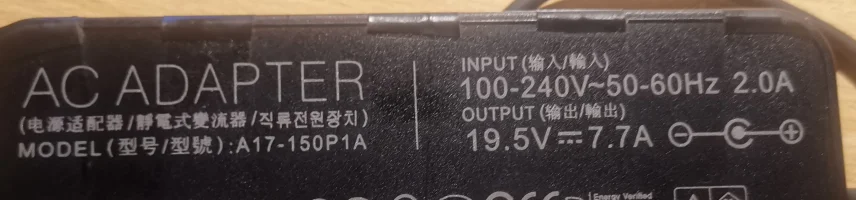 AC ADAPTER
(电源适配器/靜電式變流器/직류전원장치)
MODEL(型号/型號):A17-150P1A
INPUT(输入/輸入)
100-240V~50-60Hz 2.0A
OUTPUT(输出/輸出)
19.5V⎓7.7A
Energy Verified